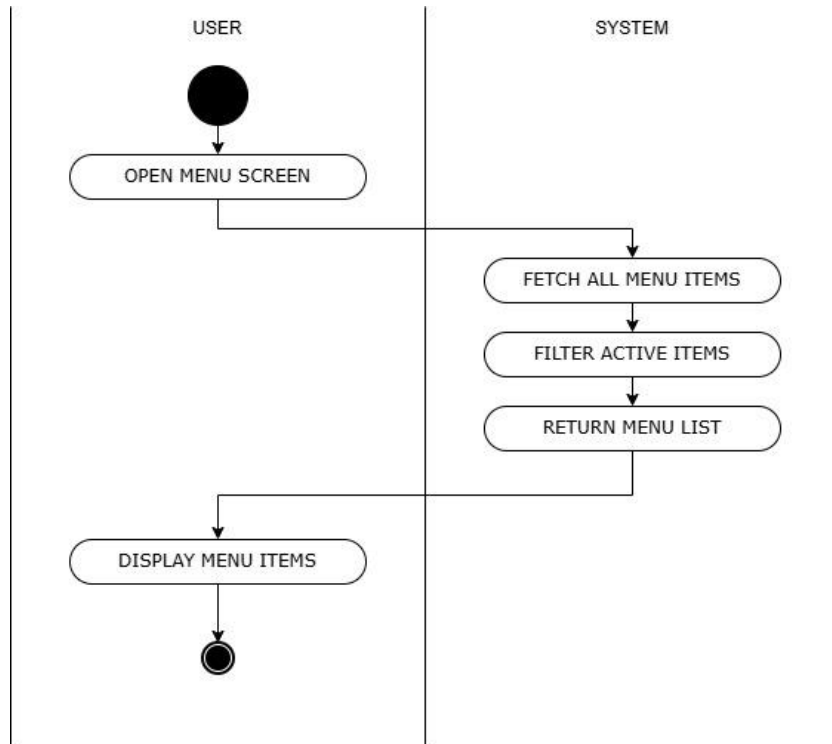 USER
SYSTEM
OPEN MENU SCREEN
FETCH ALL MENU ITEMS
FILTER ACTIVE ITEMS
RETURN MENU LIST
DISPLAY MENU ITEMS